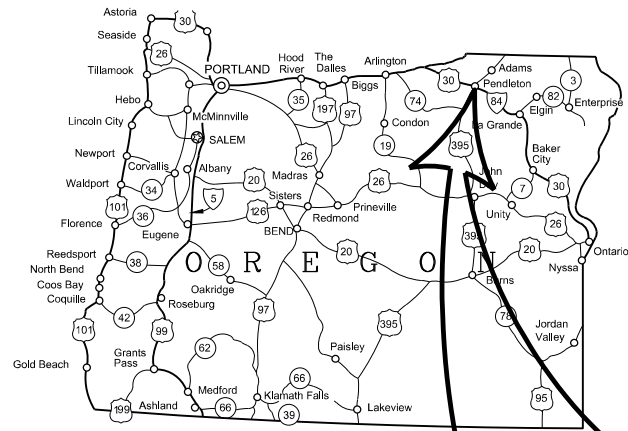 Astoria
30
Seaside
26
Tillamook
PORTLAND
Hood
River
The
Dalles
Biggs
Arlington
30
Adams
Pendleton
84
3
82
Enterprise
Elgin
La Grande
35
197
97
74
Hebo
McMinnville
Lincoln City
SALEM
Condon
19
395
Baker
City
Newport
Corvallis
Albany
26
Madras
John
Day
Waldport
34
20
Sisters
26
Prineville
7
30
5
Redmond
Unity
101
36
126
26
Florence
Eugene
BEND
395
20
20
Ontario
Reedsport
38
58
OREGON
Nyssa
North Bend
Coos Bay
Oakridge
Burns
Coquille
Roseburg
97
42
78
395
101
99
Jordan
Valley
62
Paisley
Grants
Pass
Gold Beach
66
Medford
Klamath Falls
95
199
Ashland
66
39
Lakeview